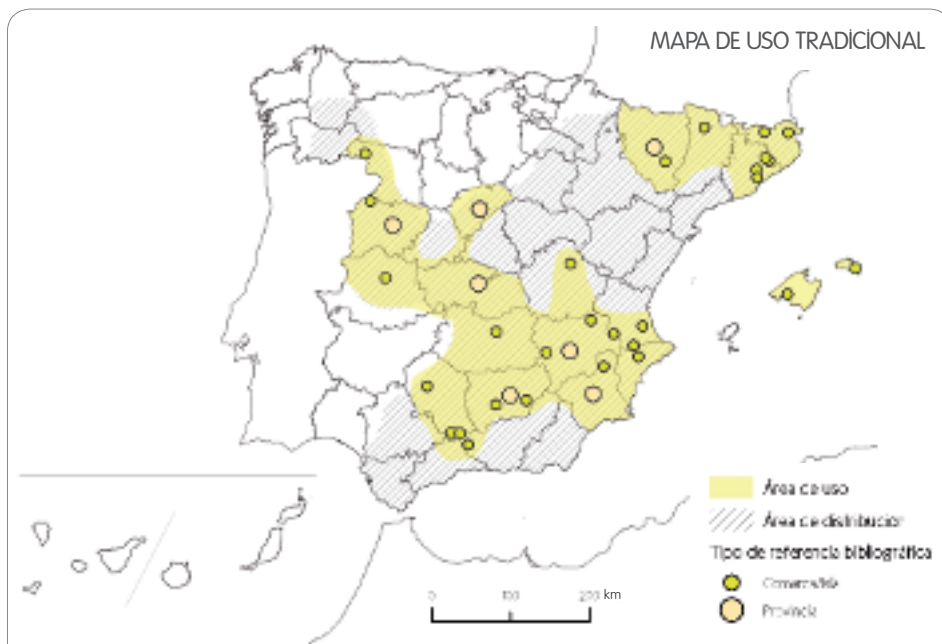 MAPA DE USO TRADICIONAL
Área de uso
Área de distribución
Tipo de referencia bibliográfica
Comarca/Isla
Provincia
0 100 200 km